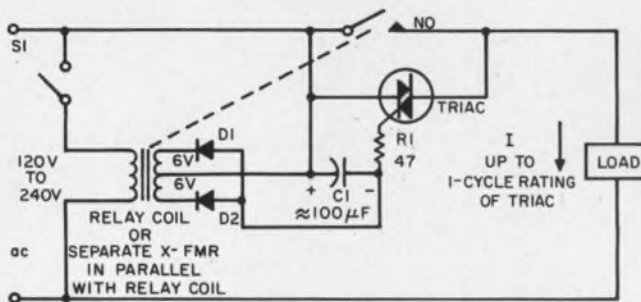 S1
NO
TRIAC
D1
6V
R1
47
6V
120V
TO
240V
+ C1 -
≈100µF
D2
I
UP TO
1-CYCLE RATING
OF TRIAC
LOAD
RELAY COIL
OR
SEPARATE X-FMR
IN PARALLEL
WITH RELAY COIL
ac